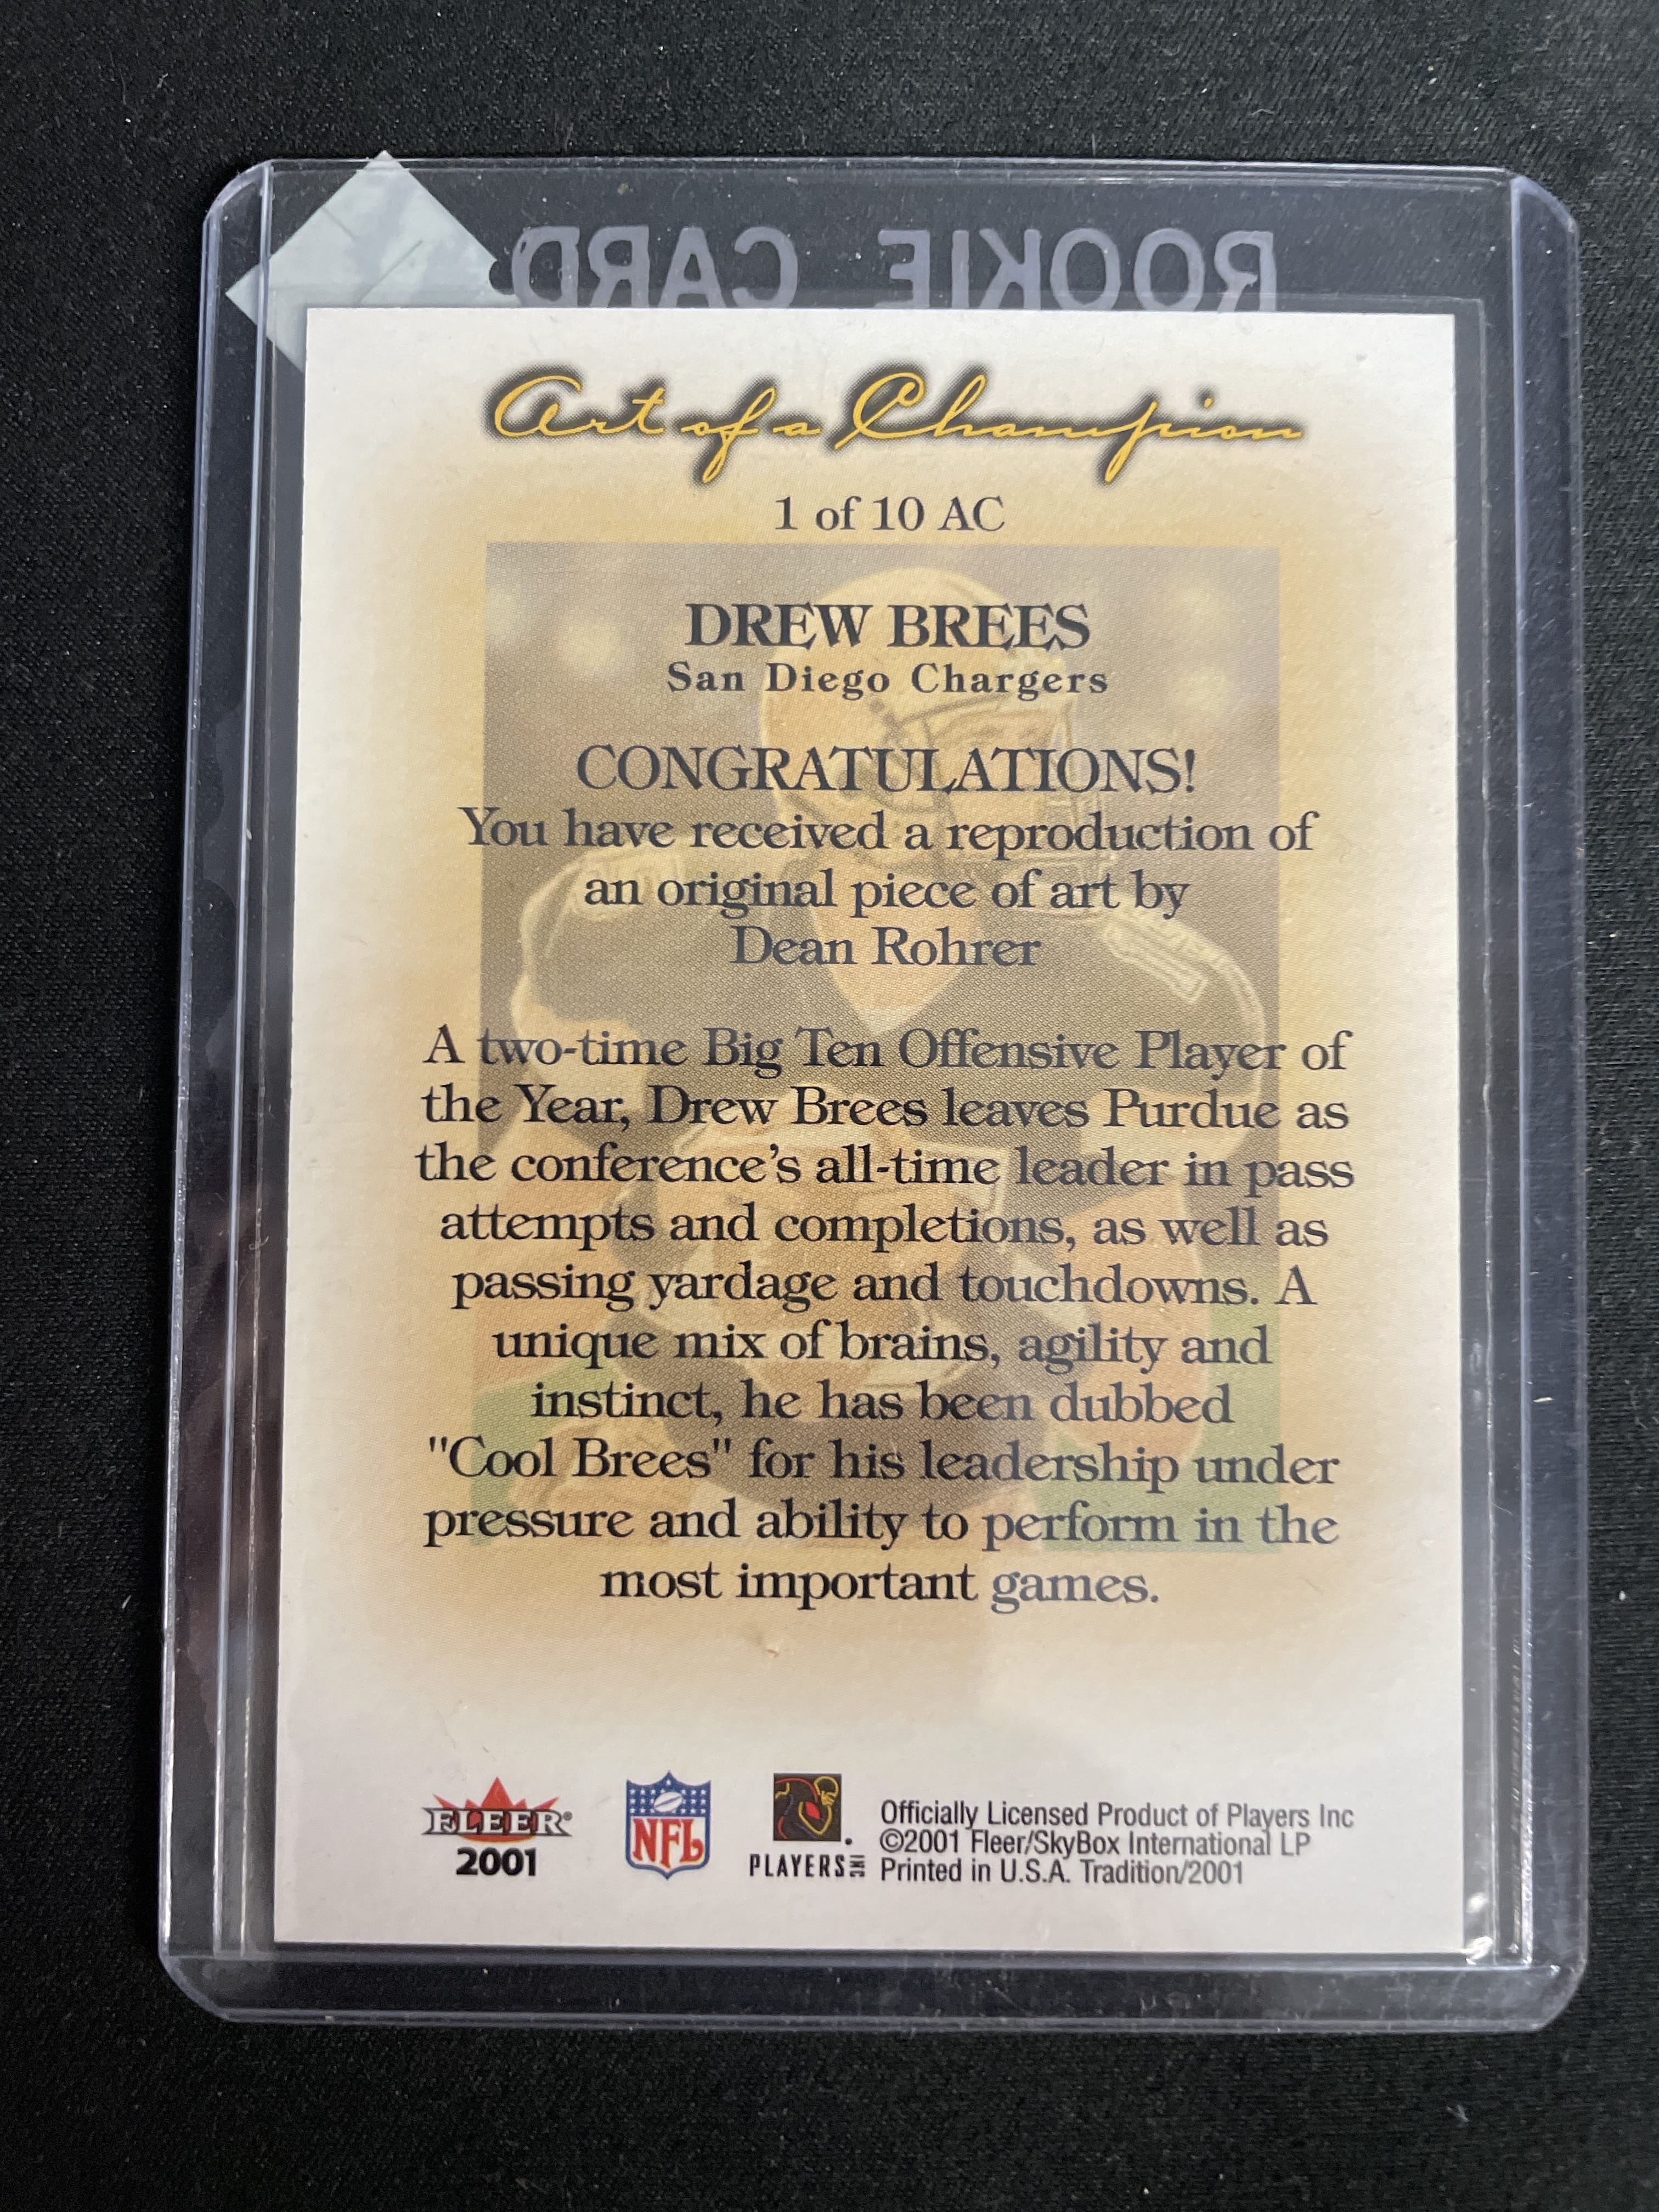 ROOKIE CARD
Art of a Champion
1 of 10 AC
DREW BREES
San Diego Chargers
CONGRATULATIONS!
You have received a reproduction of
an original piece of art by
Dean Rohrer
A two-time Big Ten Offensive Player of
the Year, Drew Brees leaves Purdue as
the conference's all-time leader in pass
attempts and completions, as well as
passing yardage and touchdowns. A
unique mix of brains, agility and
instinct, he has been dubbed
"Cool Brees" for his leadership under
pressure and ability to perform in the
most important games.
FLEER®
2001
NFL
PLAYERS INC
Officially Licensed Product of Players Inc
©2001 Fleer/SkyBox International LP
Printed in U.S.A. Tradition/2001